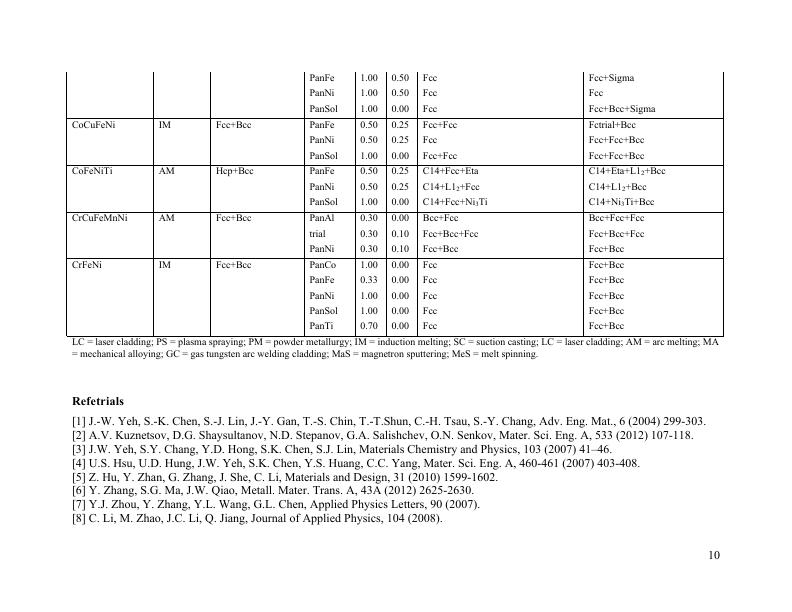 PanFe 1.00 0.50 Fcc Fcc+Sigma
PanNi 1.00 0.50 Fcc Fcc
PanSol 1.00 0.00 Fcc Fcc+Bcc+Sigma
CoCuFeNi IM Fcc+Bcc PanFe 0.50 0.25 Fcc+Fcc Fctrial+Bcc
PanNi 0.50 0.25 Fcc Fcc+Fcc+Bcc
PanSol 1.00 0.00 Fcc+Fcc Fcc+Fcc+Bcc
CoFeNiTi AM Hcp+Bcc PanFe 0.50 0.25 C14+Fcc+Eta C14+Eta+L1₂+Bcc
PanNi 0.50 0.25 C14+L1₂+Fcc C14+L1₂+Bcc
PanSol 1.00 0.00 C14+Fcc+Ni₃Ti C14+Ni₃Ti+Bcc
CrCuFeMnNi AM Fcc+Bcc PanAl 0.30 0.00 Bcc+Fcc Bcc+Fcc+Fcc
trial 0.30 0.10 Fcc+Bcc+Fcc Fcc+Bcc+Fcc
PanNi 0.30 0.10 Fcc+Bcc Fcc+Bcc
CrFeNi IM Fcc+Bcc PanCo 1.00 0.00 Fcc Fcc+Bcc
PanFe 0.33 0.00 Fcc Fcc+Bcc
PanNi 1.00 0.00 Fcc Fcc+Bcc
PanSol 1.00 0.00 Fcc Fcc+Bcc
PanTi 0.70 0.00 Fcc Fcc+Bcc
LC = laser cladding; PS = plasma spraying; PM = powder metallurgy; IM = induction melting; SC = suction casting; LC = laser cladding; AM = arc melting; MA
= mechanical alloying; GC = gas tungsten arc welding cladding; MaS = magnetron sputtering; MeS = melt spinning.
Refetrials
[1] J.-W. Yeh, S.-K. Chen, S.-J. Lin, J.-Y. Gan, T.-S. Chin, T.-T.Shun, C.-H. Tsau, S.-Y. Chang, Adv. Eng. Mat., 6 (2004) 299-303.
[2] A.V. Kuznetsov, D.G. Shaysultanov, N.D. Stepanov, G.A. Salishchev, O.N. Senkov, Mater. Sci. Eng. A, 533 (2012) 107-118.
[3] J.W. Yeh, S.Y. Chang, Y.D. Hong, S.K. Chen, S.J. Lin, Materials Chemistry and Physics, 103 (2007) 41–46.
[4] U.S. Hsu, U.D. Hung, J.W. Yeh, S.K. Chen, Y.S. Huang, C.C. Yang, Mater. Sci. Eng. A, 460-461 (2007) 403-408.
[5] Z. Hu, Y. Zhan, G. Zhang, J. She, C. Li, Materials and Design, 31 (2010) 1599-1602.
[6] Y. Zhang, S.G. Ma, J.W. Qiao, Metall. Mater. Trans. A, 43A (2012) 2625-2630.
[7] Y.J. Zhou, Y. Zhang, Y.L. Wang, G.L. Chen, Applied Physics Letters, 90 (2007).
[8] C. Li, M. Zhao, J.C. Li, Q. Jiang, Journal of Applied Physics, 104 (2008).
10